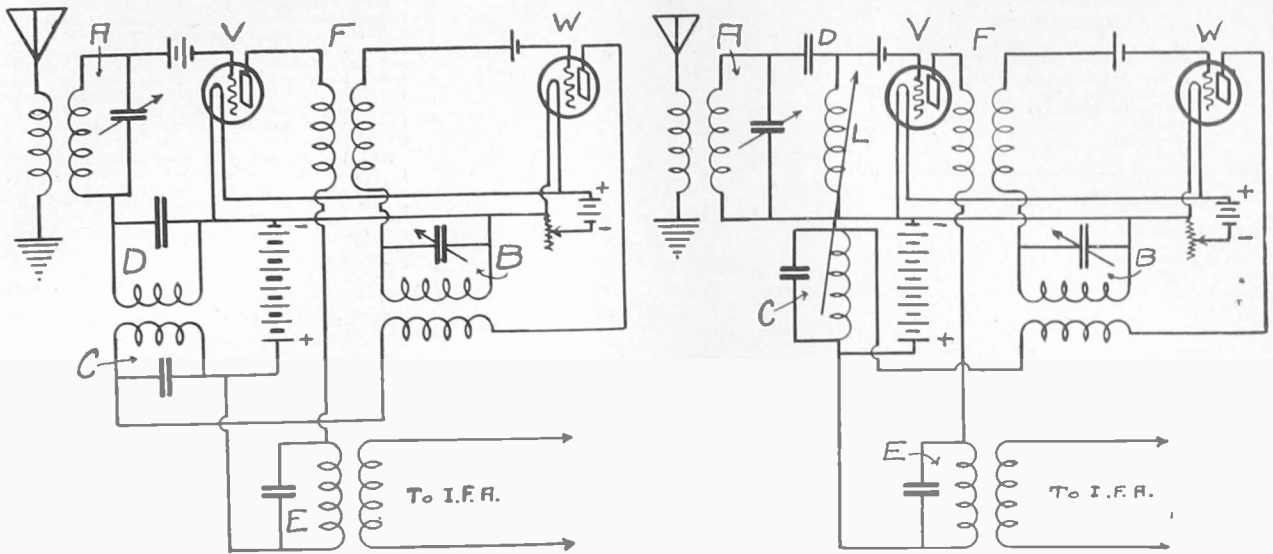 A V F W
+
-
-
D B
+
C
E To I.F.A.
A D V F W
L
+
-
-
B
C
+
E To I.F.A.